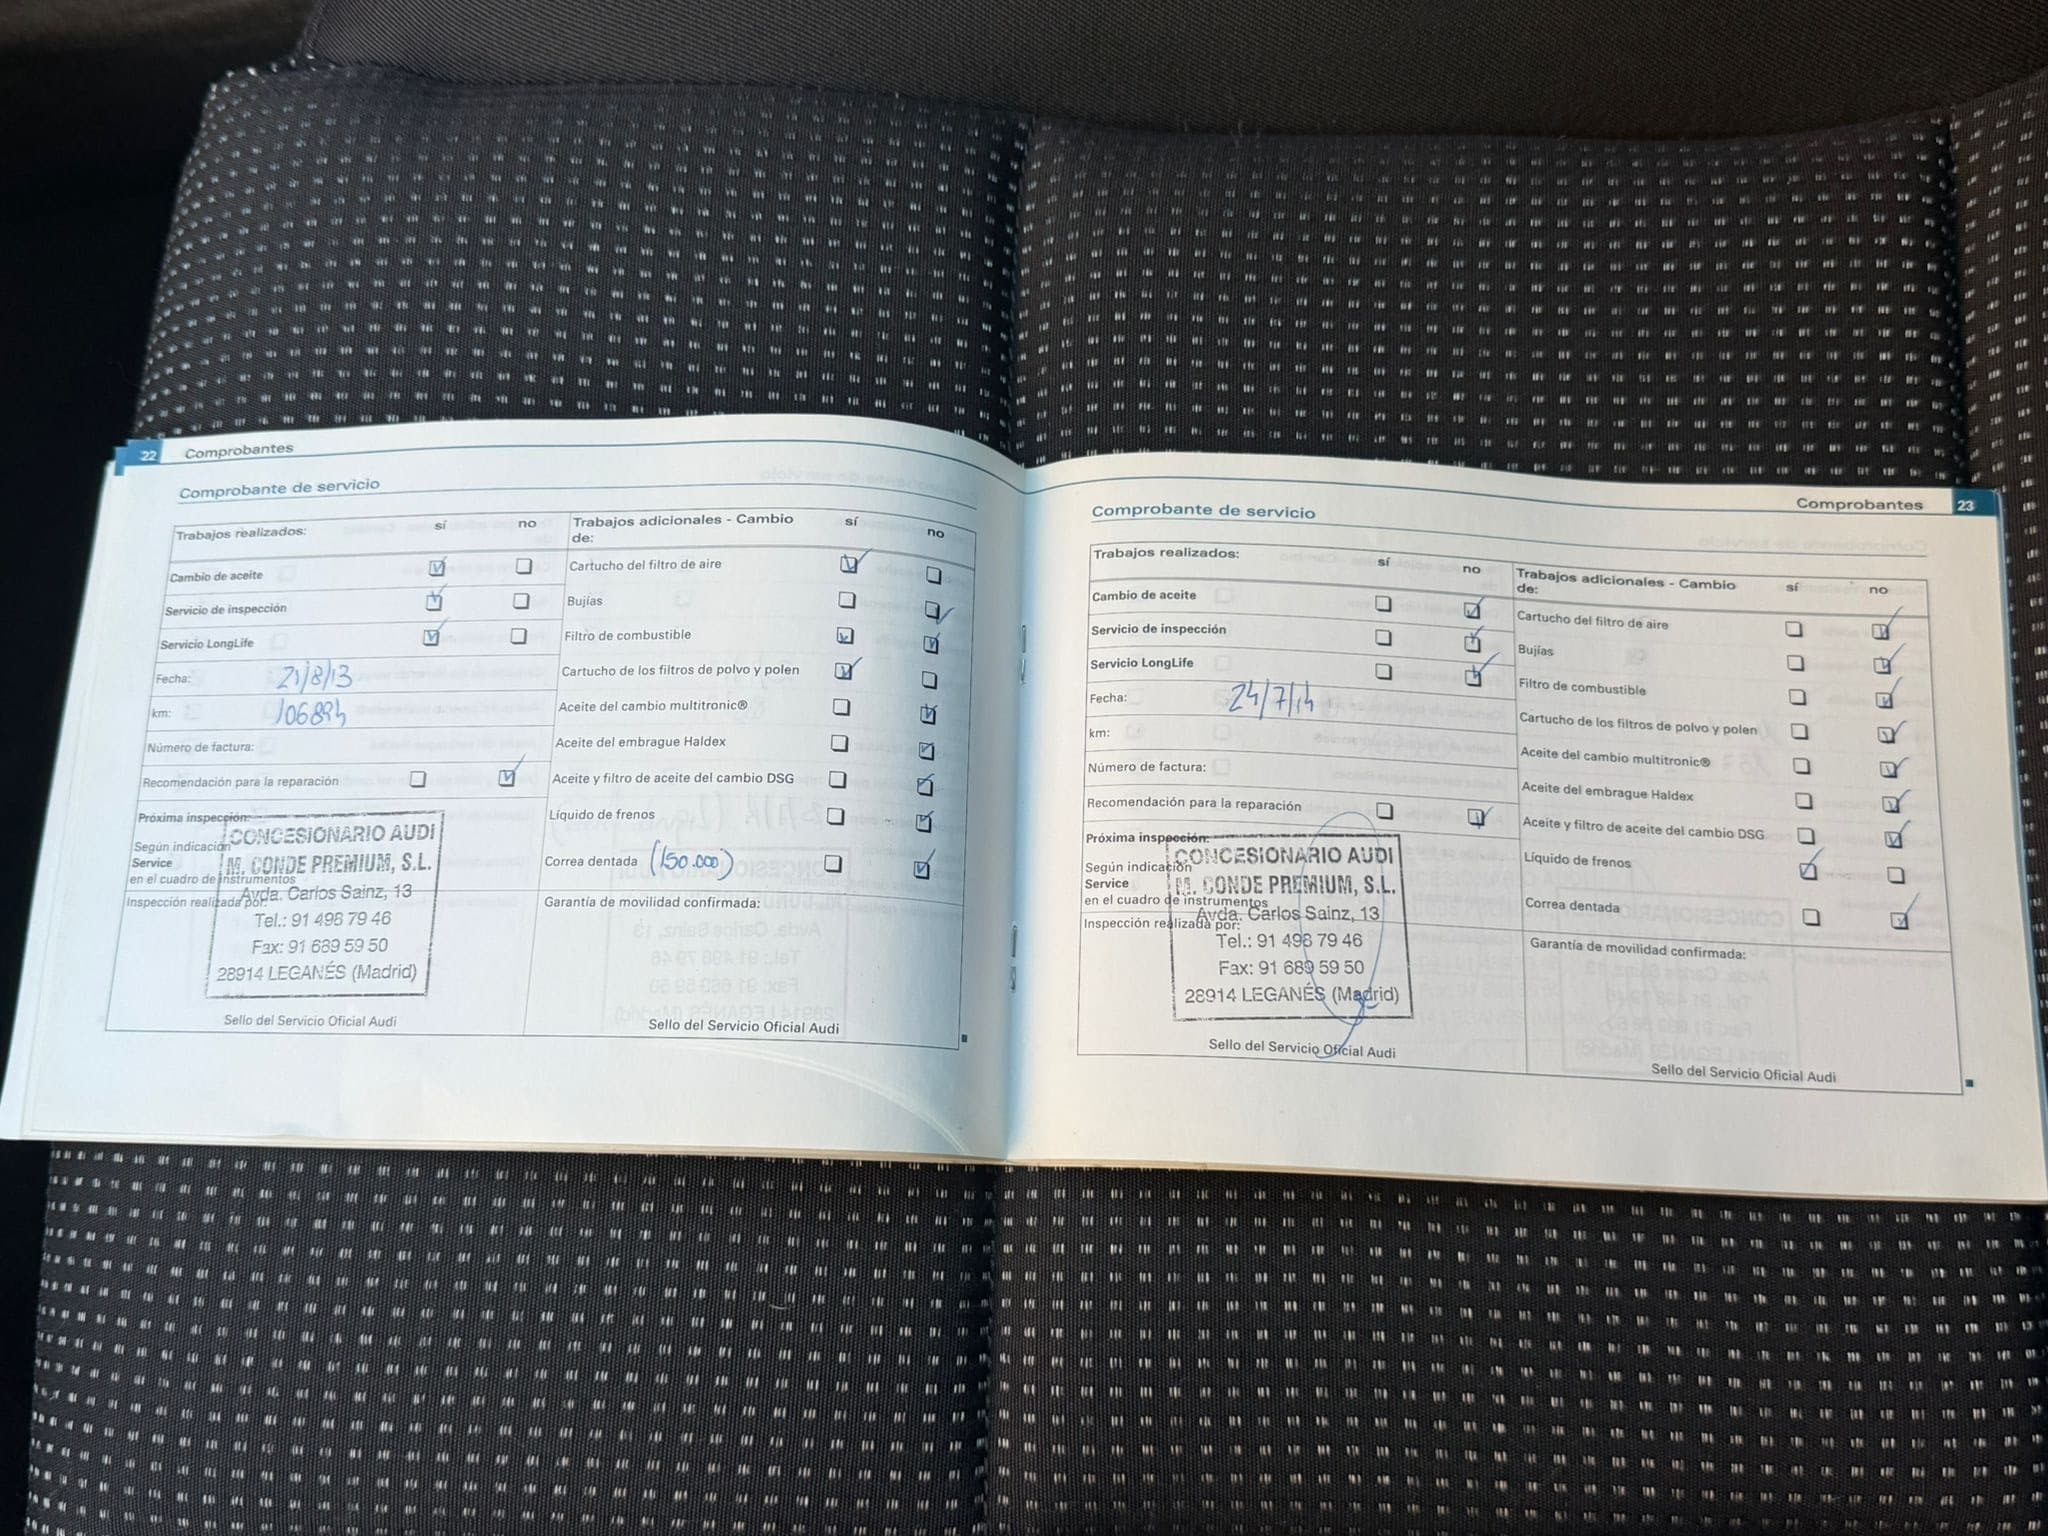 22 Comprobantes
Comprobante de servicio
Trabajos realizados: sí no
Cambio de aceite
Servicio de inspección
Servicio LongLife
Fecha: 21/8/13
km: 106894
Número de factura:
Recomendación para la reparación
Próxima inspección:
Según indicación
Service
en el cuadro de instrumentos
Inspección realizada por:
CONCESIONARIO AUDI
M. CONDE PREMIUM, S.L.
Avda. Carlos Sainz, 13
Tel.: 91 498 79 46
Fax: 91 689 59 50
28914 LEGANÉS (Madrid)
Sello del Servicio Oficial Audi
Trabajos adicionales - Cambio
de: sí no
Cartucho del filtro de aire
Bujías
Filtro de combustible
Cartucho de los filtros de polvo y polen
Aceite del cambio multitronic®
Aceite del embrague Haldex
Aceite y filtro de aceite del cambio DSG
Líquido de frenos
Correa dentada (150.000)
Garantía de movilidad confirmada:
Sello del Servicio Oficial Audi
Comprobantes 23
Comprobante de servicio
Trabajos realizados: sí no
Cambio de aceite
Servicio de inspección
Servicio LongLife
Fecha: 24/7/14
km:
Número de factura:
Recomendación para la reparación
Próxima inspección:
Según indicación
Service
en el cuadro de instrumentos
Inspección realizada por:
CONCESIONARIO AUDI
M. CONDE PREMIUM, S.L.
Avda. Carlos Sainz, 13
Tel.: 91 498 79 46
Fax: 91 689 59 50
28914 LEGANÉS (Madrid)
Sello del Servicio Oficial Audi
Trabajos adicionales - Cambio
de: sí no
Cartucho del filtro de aire
Bujías
Filtro de combustible
Cartucho de los filtros de polvo y polen
Aceite del cambio multitronic®
Aceite del embrague Haldex
Aceite y filtro de aceite del cambio DSG
Líquido de frenos
Correa dentada
Garantía de movilidad confirmada:
Sello del Servicio Oficial Audi